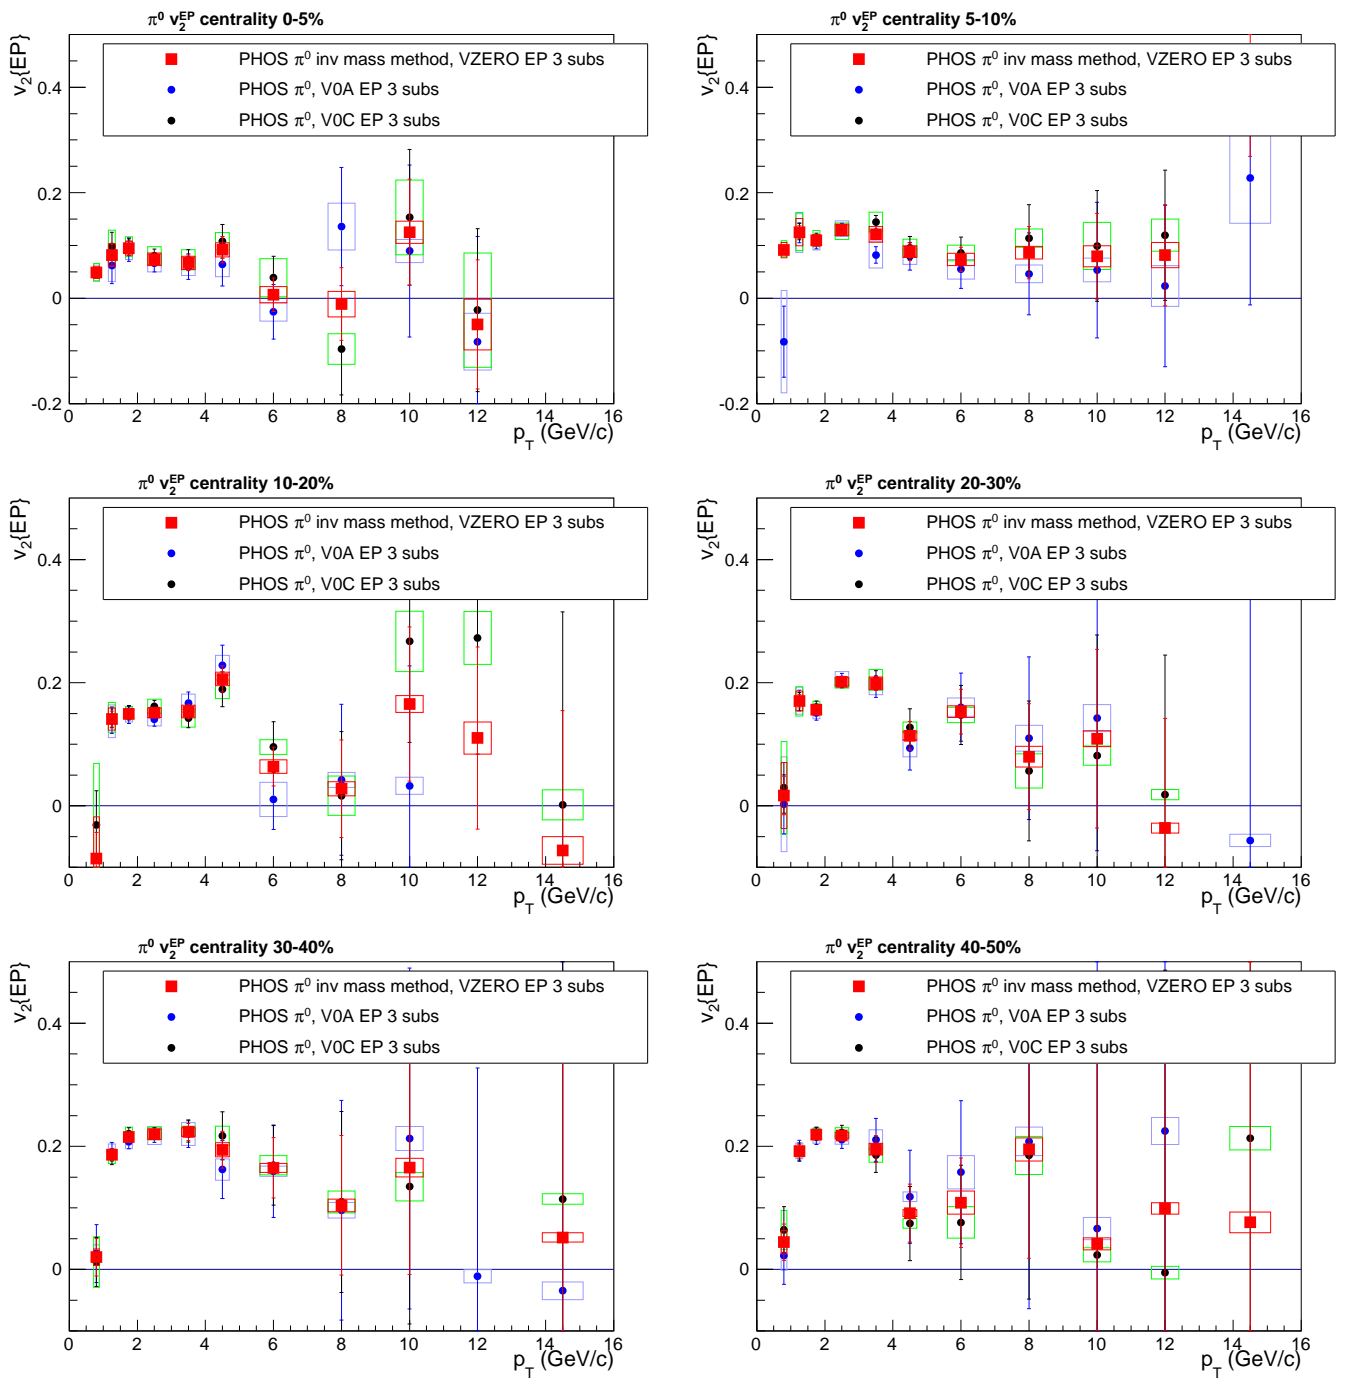 π⁰ v₂^EP centrality 0-5%
v₂{EP}
PHOS π⁰ inv mass method, VZERO EP 3 subs
PHOS π⁰, V0A EP 3 subs
PHOS π⁰, V0C EP 3 subs
0.4
0.2
0
-0.2
0 2 4 6 8 10 12 14 16
p_T (GeV/c)
π⁰ v₂^EP centrality 5-10%
v₂{EP}
PHOS π⁰ inv mass method, VZERO EP 3 subs
PHOS π⁰, V0A EP 3 subs
PHOS π⁰, V0C EP 3 subs
0.4
0.2
0
-0.2
0 2 4 6 8 10 12 14 16
p_T (GeV/c)
π⁰ v₂^EP centrality 10-20%
v₂{EP}
PHOS π⁰ inv mass method, VZERO EP 3 subs
PHOS π⁰, V0A EP 3 subs
PHOS π⁰, V0C EP 3 subs
0.4
0.2
0
0 2 4 6 8 10 12 14 16
p_T (GeV/c)
π⁰ v₂^EP centrality 20-30%
v₂{EP}
PHOS π⁰ inv mass method, VZERO EP 3 subs
PHOS π⁰, V0A EP 3 subs
PHOS π⁰, V0C EP 3 subs
0.4
0.2
0
0 2 4 6 8 10 12 14 16
p_T (GeV/c)
π⁰ v₂^EP centrality 30-40%
v₂{EP}
PHOS π⁰ inv mass method, VZERO EP 3 subs
PHOS π⁰, V0A EP 3 subs
PHOS π⁰, V0C EP 3 subs
0.4
0.2
0
0 2 4 6 8 10 12 14 16
p_T (GeV/c)
π⁰ v₂^EP centrality 40-50%
v₂{EP}
PHOS π⁰ inv mass method, VZERO EP 3 subs
PHOS π⁰, V0A EP 3 subs
PHOS π⁰, V0C EP 3 subs
0.4
0.2
0
0 2 4 6 8 10 12 14 16
p_T (GeV/c)